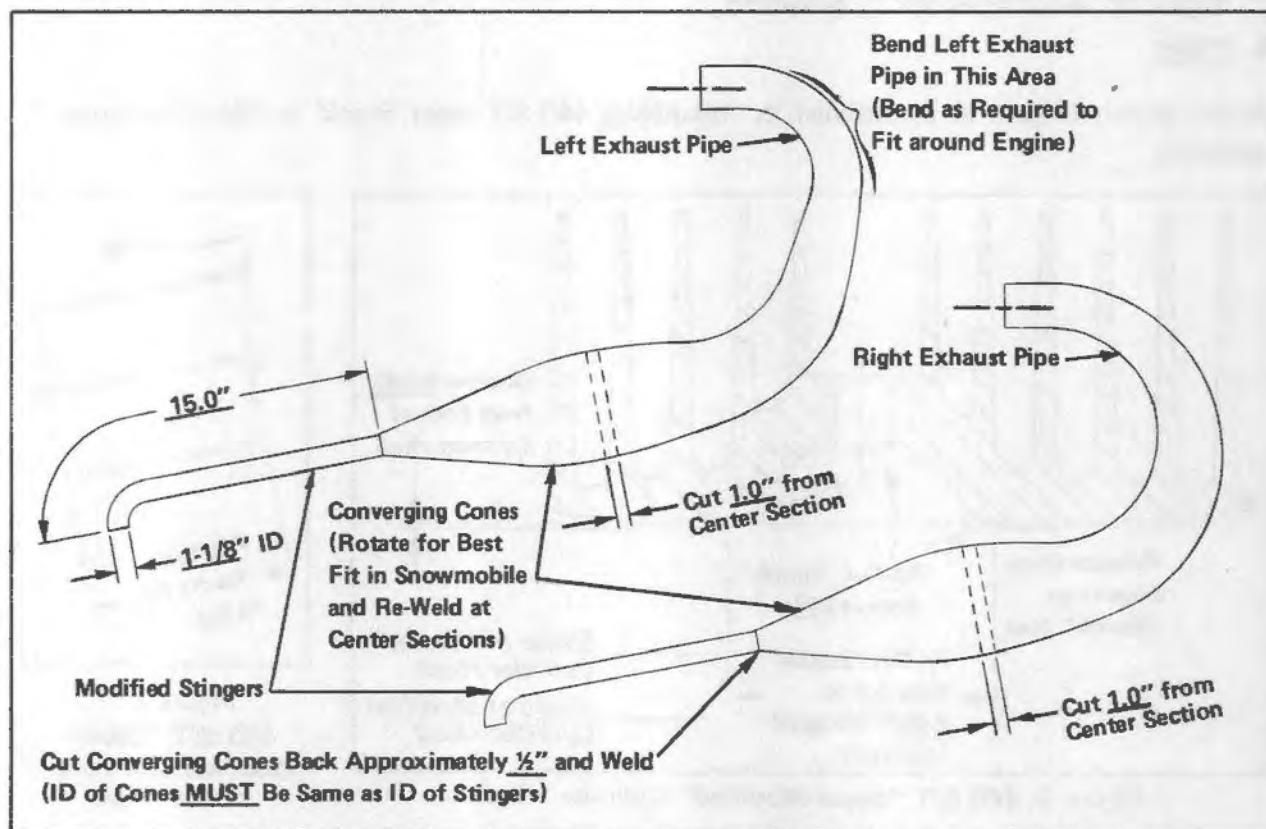 Bend Left Exhaust
Pipe in This Area
(Bend as Required to
Fit around Engine)
Left Exhaust Pipe
Right Exhaust Pipe
15.0"
1-1/8" ID
Cut 1.0" from
Center Section
Converging Cones
(Rotate for Best
Fit in Snowmobile
and Re-Weld at
Center Sections)
Modified Stingers
Cut 1.0" from
Center Section
Cut Converging Cones Back Approximately ½" and Weld
(ID of Cones MUST Be Same as ID of Stingers)